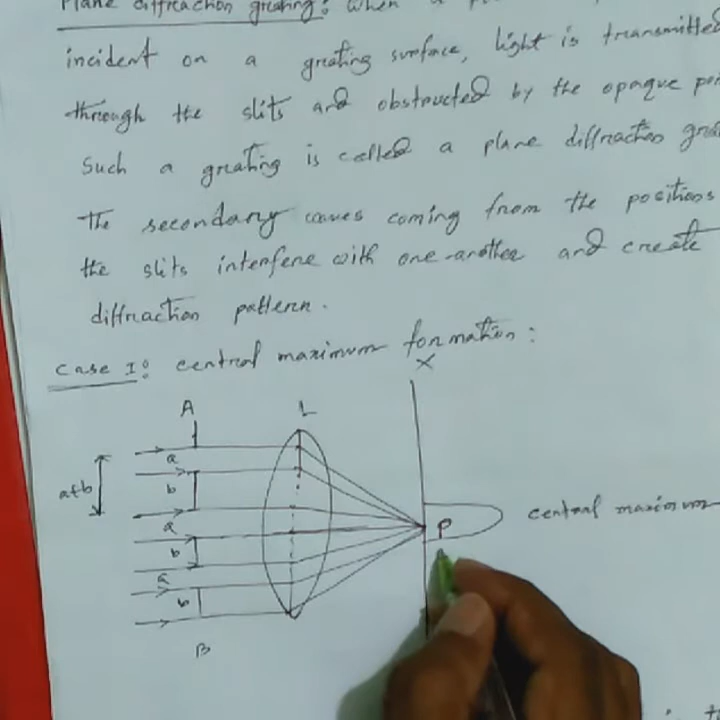 Plane diffraction grating: When a
incident on a grating surface, light is transmitted
through the slits and obstructed by the opaque
Such a grating is called a plane diffraction
The secondary waves coming from the positions
the slits interfere with one-another and create
diffraction pattern.
Case I: central maximum formation:
X
A L
a
a+b
b
a
P
central maximum
b
a
b
B